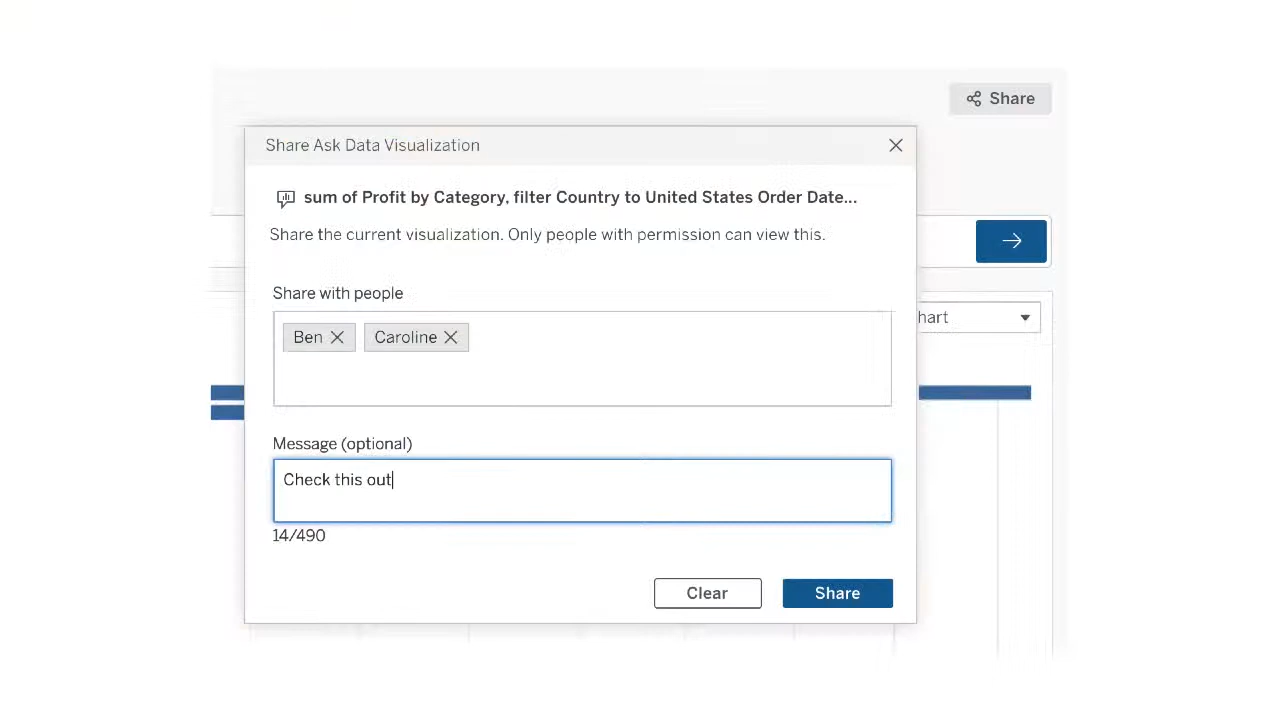 Share
Share Ask Data Visualization
sum of Profit by Category, filter Country to United States Order Date...
Share the current visualization. Only people with permission can view this.
Share with people
Ben Caroline
hart
Message (optional)
Check this out
14/490
Clear Share